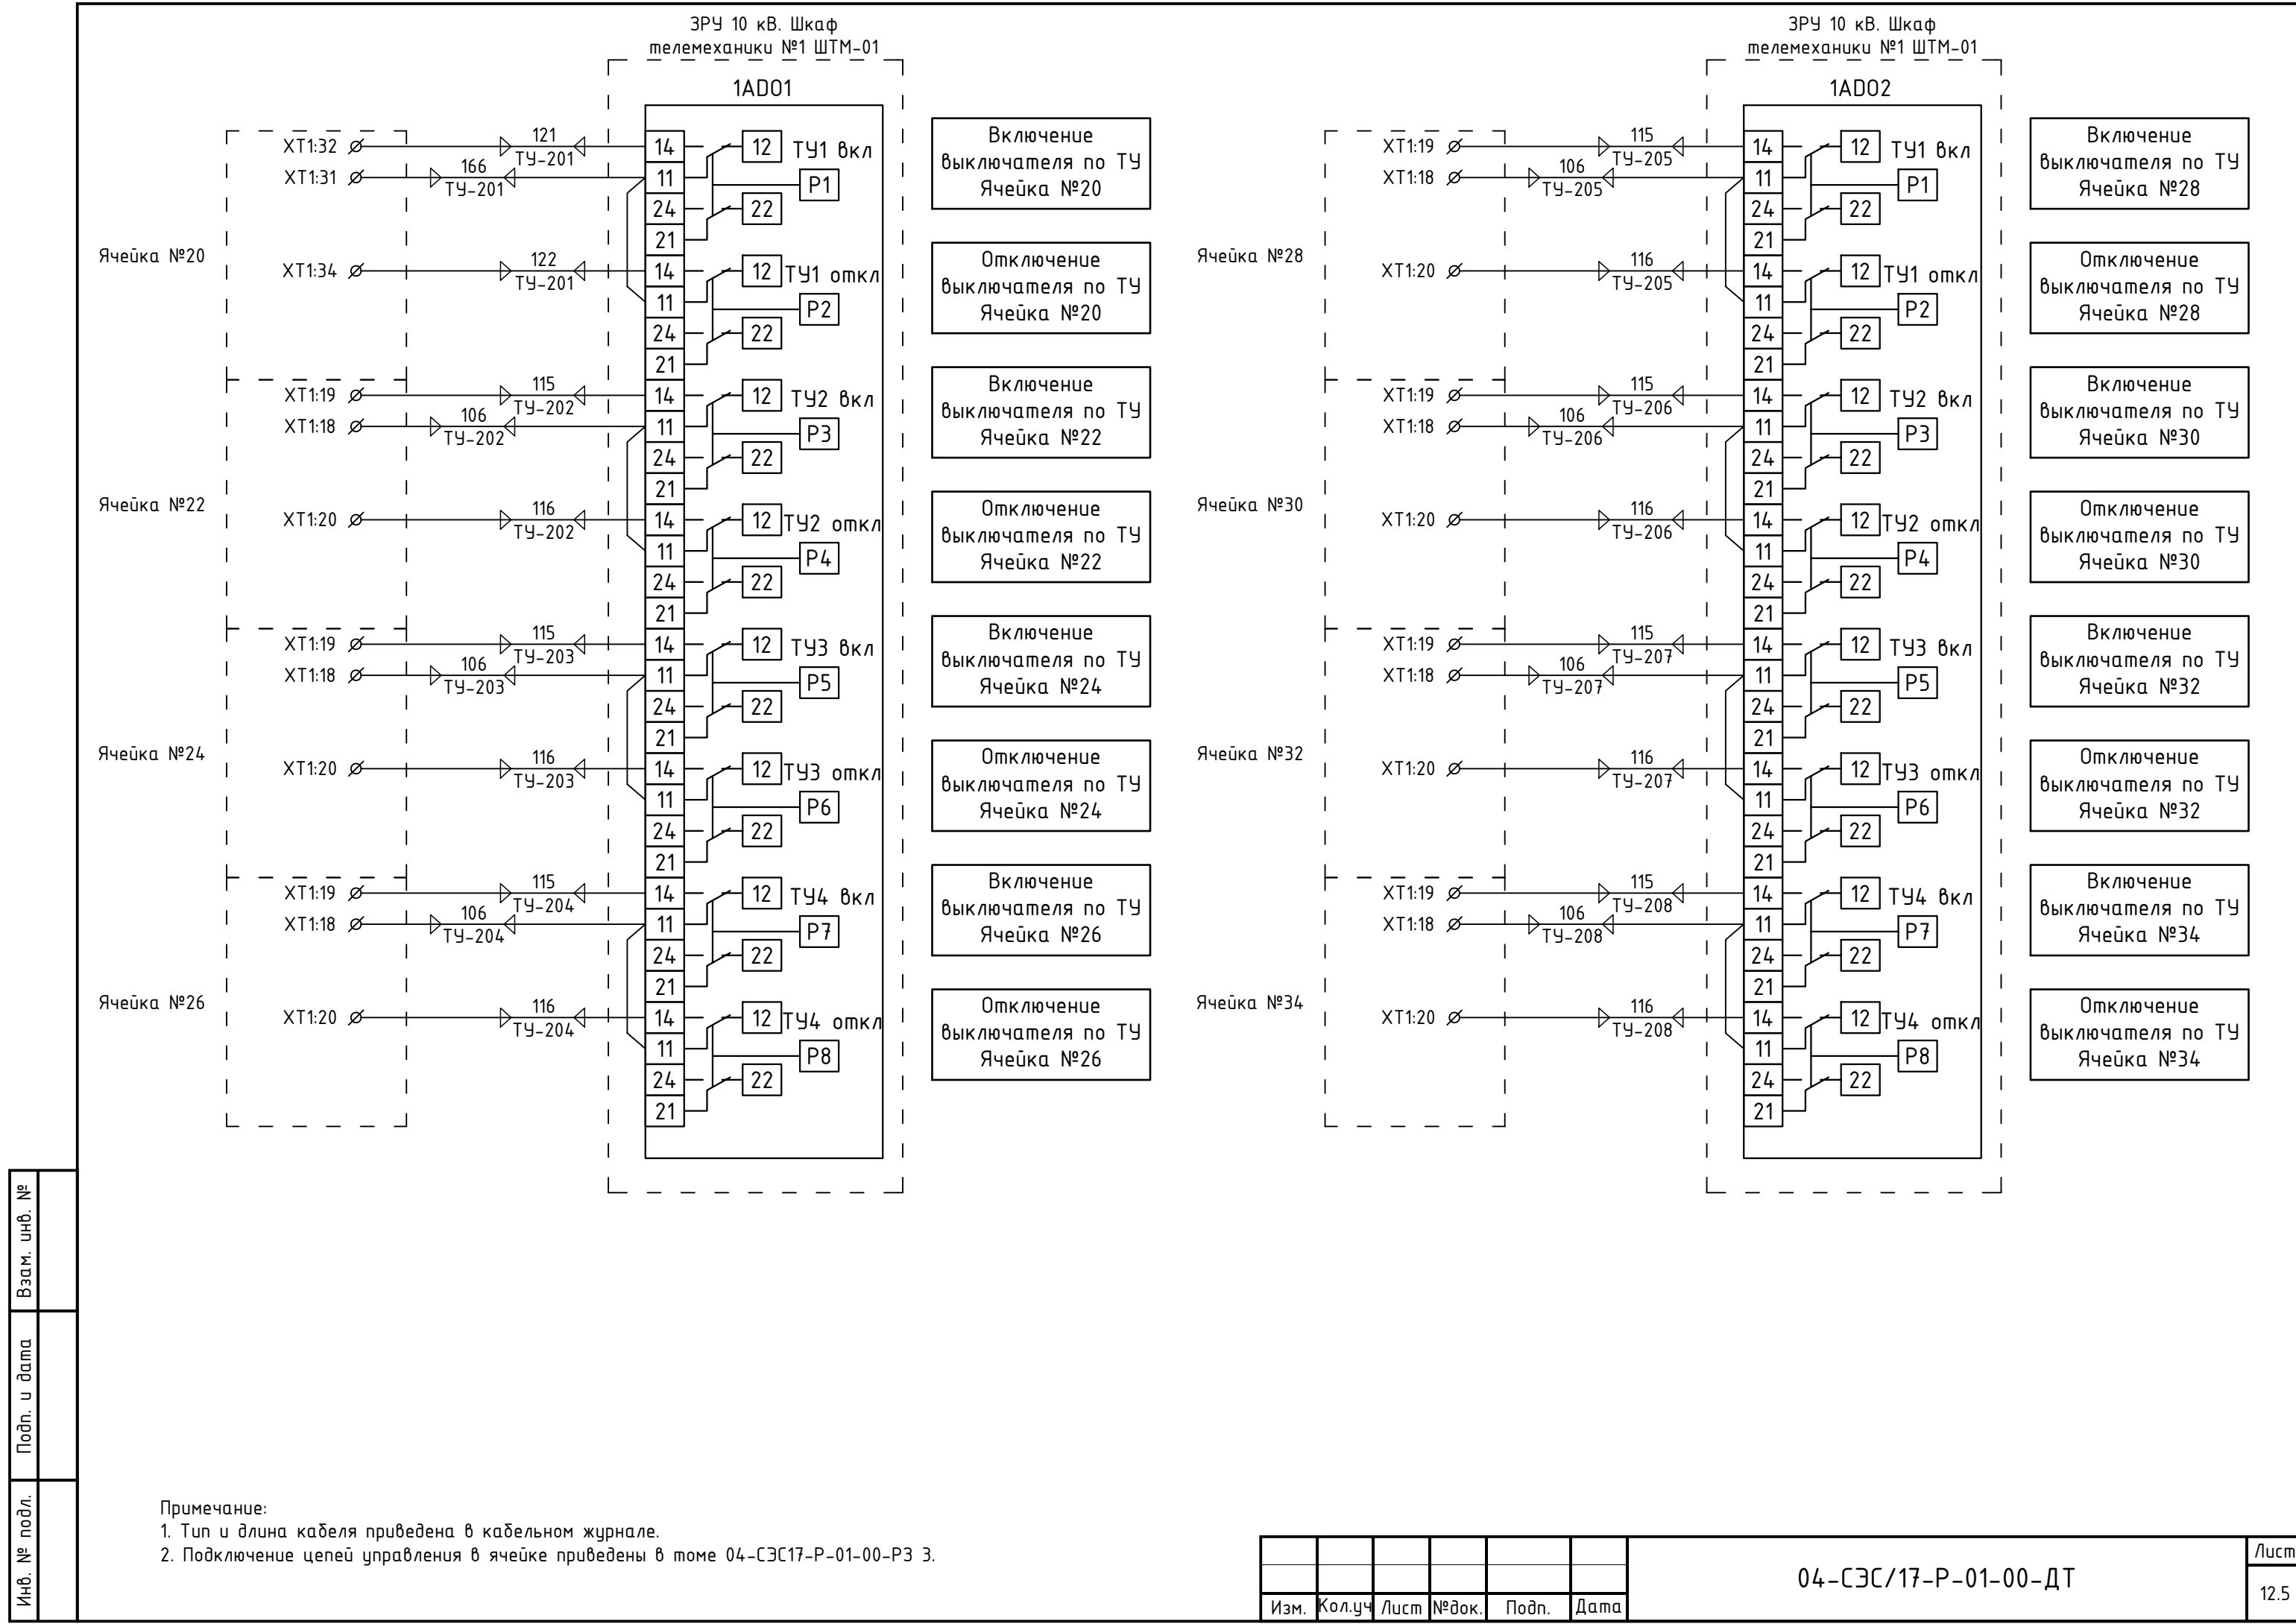 ЗРУ 10 кВ. Шкаф
телемеханики №1 ШТМ-01
1ADO1
Ячейка №20
XT1:32
121
ТУ-201
14
12
ТУ1 вкл
XT1:31
166
ТУ-201
11
P1
24
22
21
XT1:34
122
ТУ-201
14
12
ТУ1 откл
11
P2
24
22
21
Включение
выключателя по ТУ
Ячейка №20
Отключение
выключателя по ТУ
Ячейка №20
Ячейка №22
XT1:19
115
ТУ-202
14
12
ТУ2 вкл
XT1:18
106
ТУ-202
11
P3
24
22
21
XT1:20
116
ТУ-202
14
12
ТУ2 откл
11
P4
24
22
21
Включение
выключателя по ТУ
Ячейка №22
Отключение
выключателя по ТУ
Ячейка №22
Ячейка №24
XT1:19
115
ТУ-203
14
12
ТУ3 вкл
XT1:18
106
ТУ-203
11
P5
24
22
21
XT1:20
116
ТУ-203
14
12
ТУ3 откл
11
P6
24
22
21
Включение
выключателя по ТУ
Ячейка №24
Отключение
выключателя по ТУ
Ячейка №24
Ячейка №26
XT1:19
115
ТУ-204
14
12
ТУ4 вкл
XT1:18
106
ТУ-204
11
P7
24
22
21
XT1:20
116
ТУ-204
14
12
ТУ4 откл
11
P8
24
22
21
Включение
выключателя по ТУ
Ячейка №26
Отключение
выключателя по ТУ
Ячейка №26
ЗРУ 10 кВ. Шкаф
телемеханики №1 ШТМ-01
1ADO2
Ячейка №28
XT1:19
115
ТУ-205
14
12
ТУ1 вкл
XT1:18
106
ТУ-205
11
P1
24
22
21
XT1:20
116
ТУ-205
14
12
ТУ1 откл
11
P2
24
22
21
Включение
выключателя по ТУ
Ячейка №28
Отключение
выключателя по ТУ
Ячейка №28
Ячейка №30
XT1:19
115
ТУ-206
14
12
ТУ2 вкл
XT1:18
106
ТУ-206
11
P3
24
22
21
XT1:20
116
ТУ-206
14
12
ТУ2 откл
11
P4
24
22
21
Включение
выключателя по ТУ
Ячейка №30
Отключение
выключателя по ТУ
Ячейка №30
Ячейка №32
XT1:19
115
ТУ-207
14
12
ТУ3 вкл
XT1:18
106
ТУ-207
11
P5
24
22
21
XT1:20
116
ТУ-207
14
12
ТУ3 откл
11
P6
24
22
21
Включение
выключателя по ТУ
Ячейка №32
Отключение
выключателя по ТУ
Ячейка №32
Ячейка №34
XT1:19
115
ТУ-208
14
12
ТУ4 вкл
XT1:18
106
ТУ-208
11
P7
24
22
21
XT1:20
116
ТУ-208
14
12
ТУ4 откл
11
P8
24
22
21
Включение
выключателя по ТУ
Ячейка №34
Отключение
выключателя по ТУ
Ячейка №34
Взам. инв. №
Подп. и дата
Инв. № подл.
Примечание:
1. Тип и длина кабеля приведена в кабельном журнале.
2. Подключение цепей управления в ячейке приведены в томе 04-СЭС17-Р-01-00-РЗ 3.
Изм.
Кол.уч
Лист
№док.
Подп.
Дата
04-СЭС/17-Р-01-00-ДТ
Лист
12.5